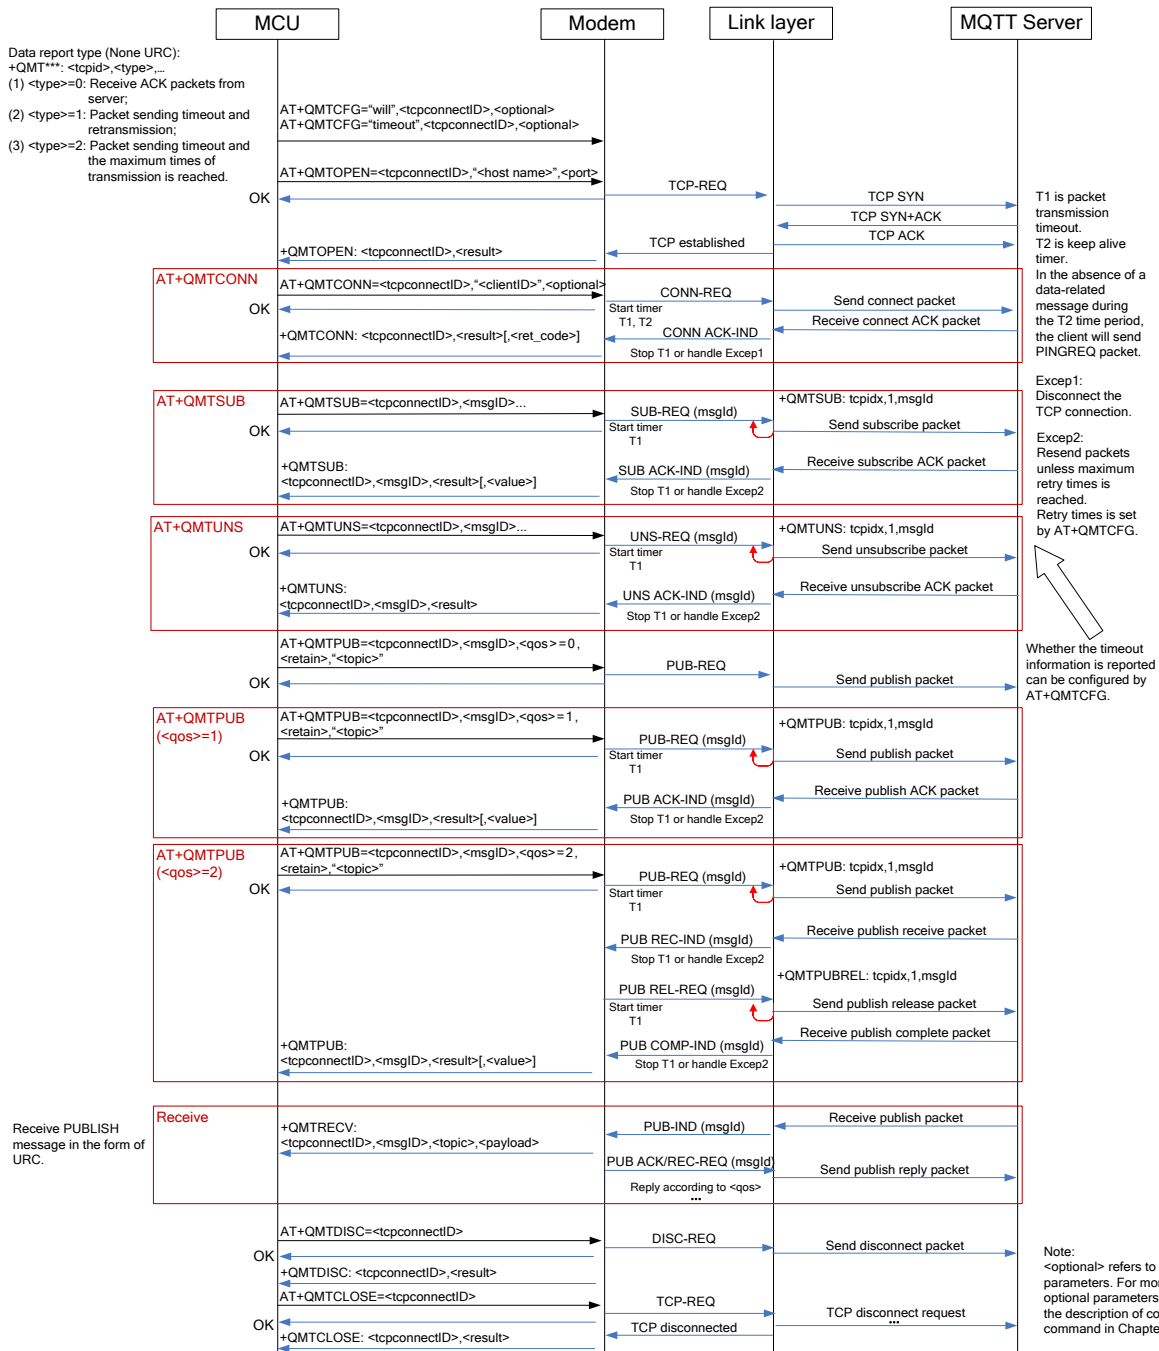 MCU
Modem
Link layer
MQTT Server
Data report type (None URC):
+QMT***: <tcpid>,<type>,...
(1) <type>=0: Receive ACK packets from
server;
(2) <type>=1: Packet sending timeout and
retransmission;
(3) <type>=2: Packet sending timeout and
the maximum times of
transmission is reached.
AT+QMTCFG=“will”,<tcpconnectID>,<optional>
AT+QMTCFG=“timeout”,<tcpconnectID>,<optional>
AT+QMTOPEN=<tcpconnectID>,“<host name>”,<port>
OK
TCP-REQ
TCP SYN
TCP SYN+ACK
TCP ACK
TCP established
+QMTOPEN: <tcpconnectID>,<result>
T1 is packet
transmission
timeout.
T2 is keep alive
timer.
In the absence of a
data-related
message during
the T2 time period,
the client will send
PINGREQ packet.
AT+QMTCONN
AT+QMTCONN=<tcpconnectID>,“<clientID>”,<optional>
OK
CONN-REQ
Start timer
T1, T2
Send connect packet
Receive connect ACK packet
CONN ACK-IND
+QMTCONN: <tcpconnectID>,<result>[,<ret_code>]
Stop T1 or handle Excep1
Excep1:
Disconnect the
TCP connection.
Excep2:
Resend packets
unless maximum
retry times is
reached.
Retry times is set
by AT+QMTCFG.
AT+QMTSUB
AT+QMTSUB=<tcpconnectID>,<msgID>...
OK
SUB-REQ (msgId)
Start timer
T1
+QMTSUB: tcpidx,1,msgId
Send subscribe packet
Receive subscribe ACK packet
SUB ACK-IND (msgId)
Stop T1 or handle Excep2
+QMTSUB:
<tcpconnectID>,<msgID>,<result>[,<value>]
AT+QMTUNS
AT+QMTUNS=<tcpconnectID>,<msgID>...
OK
UNS-REQ (msgId)
Start timer
T1
+QMTUNS: tcpidx,1,msgId
Send unsubscribe packet
Receive unsubscribe ACK packet
UNS ACK-IND (msgId)
Stop T1 or handle Excep2
+QMTUNS:
<tcpconnectID>,<msgID>,<result>
Whether the timeout
information is reported
can be configured by
AT+QMTCFG.
AT+QMTPUB=<tcpconnectID>,<msgID>,<qos>=0,
<retain>,“<topic>”
OK
PUB-REQ
Send publish packet
AT+QMTPUB
(<qos>=1)
AT+QMTPUB=<tcpconnectID>,<msgID>,<qos>=1,
<retain>,“<topic>”
OK
PUB-REQ (msgId)
Start timer
T1
+QMTPUB: tcpidx,1,msgId
Send publish packet
Receive publish ACK packet
PUB ACK-IND (msgId)
Stop T1 or handle Excep2
+QMTPUB:
<tcpconnectID>,<msgID>,<result>[,<value>]
AT+QMTPUB
(<qos>=2)
AT+QMTPUB=<tcpconnectID>,<msgID>,<qos>=2,
<retain>,“<topic>”
OK
PUB-REQ (msgId)
Start timer
T1
+QMTPUB: tcpidx,1,msgId
Send publish packet
Receive publish receive packet
PUB REC-IND (msgId)
Stop T1 or handle Excep2
+QMTPUBREL: tcpidx,1,msgId
PUB REL-REQ (msgId)
Start timer
T1
Send publish release packet
Receive publish complete packet
PUB COMP-IND (msgId)
Stop T1 or handle Excep2
+QMTPUB:
<tcpconnectID>,<msgID>,<result>[,<value>]
Receive PUBLISH
message in the form of
URC.
Receive
Receive publish packet
PUB-IND (msgId)
+QMTRECV:
<tcpconnectID>,<msgID>,<topic>,<payload>
PUB ACK/REC-REQ (msgId)
Send publish reply packet
Reply according to <qos>
...
AT+QMTDISC=<tcpconnectID>
OK
DISC-REQ
Send disconnect packet
+QMTDISC: <tcpconnectID>,<result>
AT+QMTCLOSE=<tcpconnectID>
OK
TCP-REQ
TCP disconnect request
...
TCP disconnected
+QMTCLOSE: <tcpconnectID>,<result>
Note:
<optional> refers to
parameters. For mor
optional parameters
the description of co
command in Chapte